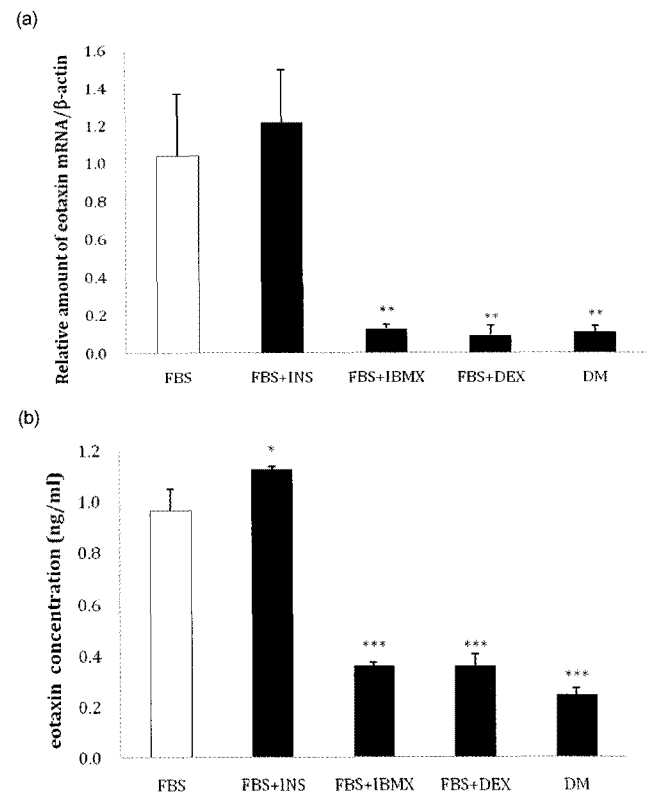 (a)
Relative amount of eotaxin mRNA/β-actin
1.6
1.4
1.2
1.0
0.8
0.6
0.4
0.2
0.0
**
**
**
FBS
FBS+INS
FBS+IBMX
FBS+DEX
DM
(b)
eotaxin concentration (ng/ml)
1.2
1.0
0.8
0.6
0.4
0.2
0.0
*
***
***
***
FBS
FBS+INS
FBS+IBMX
FBS+DEX
DM